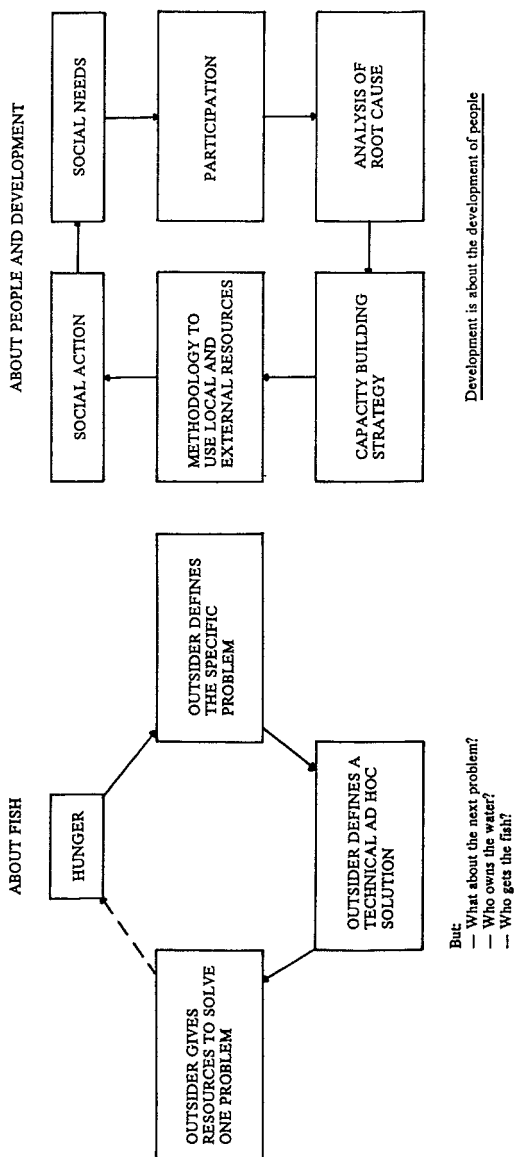 ABOUT FISH
HUNGER
OUTSIDER DEFINES
THE SPECIFIC
PROBLEM
OUTSIDER DEFINES A
TECHNICAL AD HOC
SOLUTION
OUTSIDER GIVES
RESOURCES TO SOLVE
ONE PROBLEM
But:
— What about the next problem?
— Who owns the water?
— Who gets the fish?
ABOUT PEOPLE AND DEVELOPMENT
SOCIAL NEEDS
PARTICIPATION
ANALYSIS OF
ROOT CAUSE
CAPACITY BUILDING
STRATEGY
METHODOLOGY TO
USE LOCAL AND
EXTERNAL RESOURCES
SOCIAL ACTION
Development is about the development of people